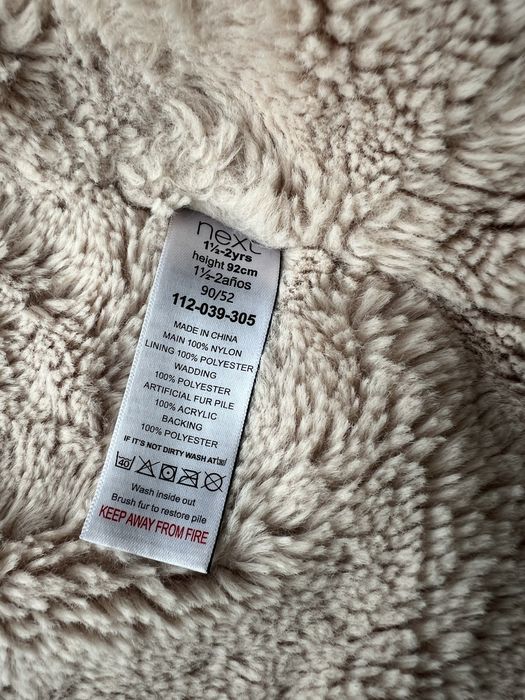 next
1½-2yrs
height 92cm
1½-2años
90/52
112-039-305
MADE IN CHINA
MAIN 100% NYLON
LINING 100% POLYESTER
WADDING
100% POLYESTER
ARTIFICIAL FUR PILE
100% ACRYLIC
BACKING
100% POLYESTER
IF IT'S NOT DIRTY WASH AT
40
Wash inside out
Brush fur to restore pile
KEEP AWAY FROM FIRE